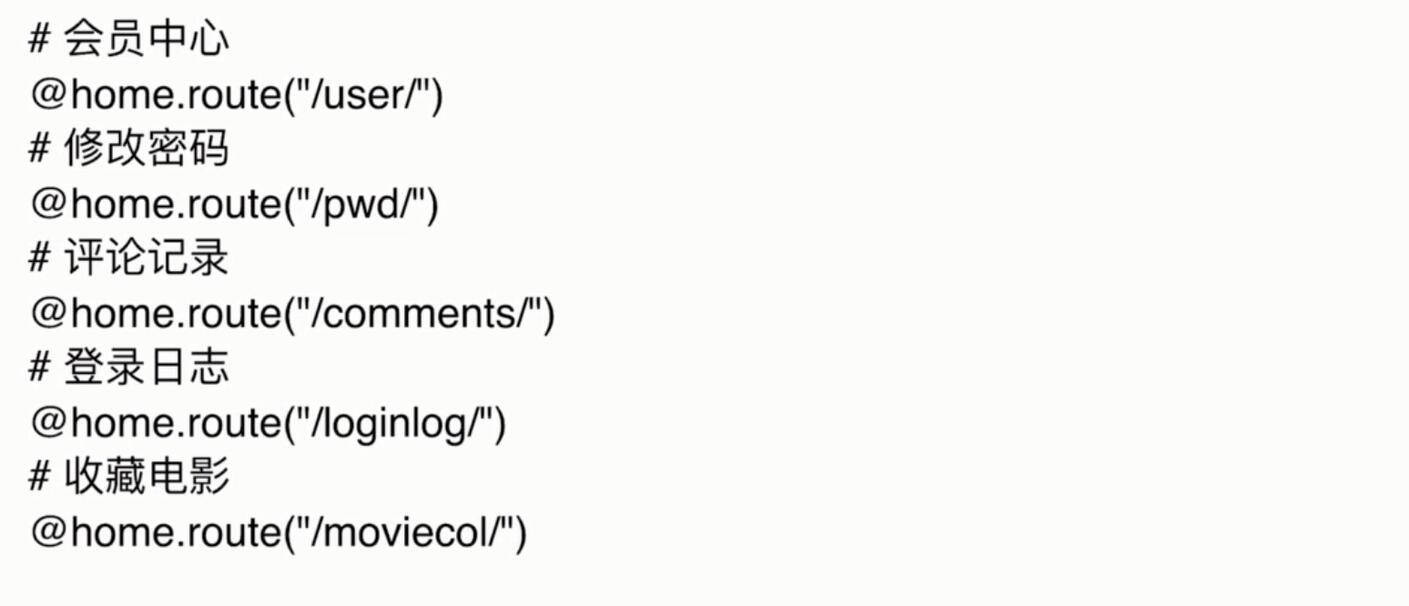 # 会员中心
@home.route("/user/")
# 修改密码
@home.route("/pwd/")
# 评论记录
@home.route("/comments/")
# 登录日志
@home.route("/loginlog/")
# 收藏电影
@home.route("/moviecol/")